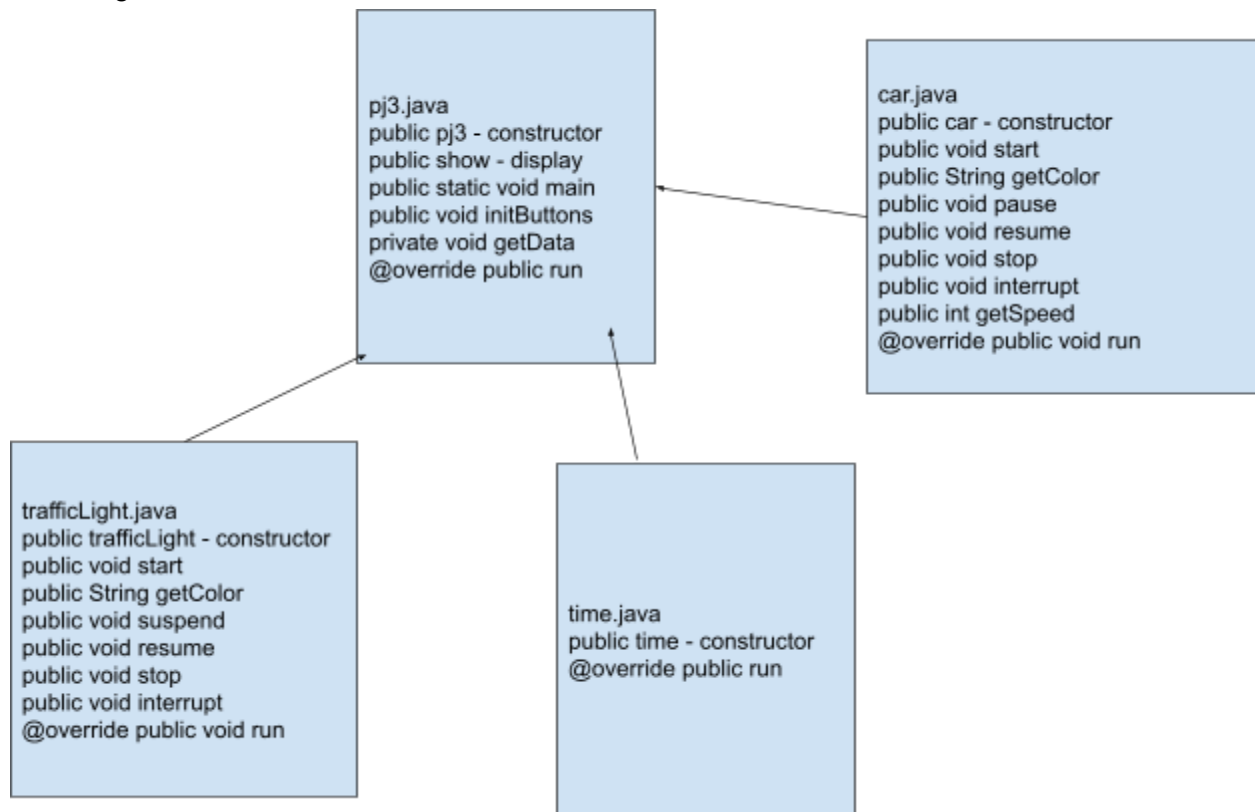 pj3.java
public pj3 - constructor
public show - display
public static void main
public void initButtons
private void getData
@override public run
car.java
public car - constructor
public void start
public String getColor
public void pause
public void resume
public void stop
public void interrupt
public int getSpeed
@override public void run
trafficLight.java
public trafficLight - constructor
public void start
public String getColor
public void suspend
public void resume
public void stop
public void interrupt
@override public void run
time.java
public time - constructor
@override public run